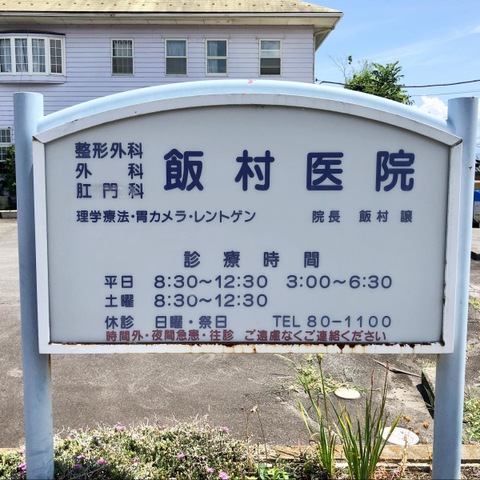 整形外科
外科
肛門科
飯村医院
理学療法・胃カメラ・レントゲン 院長 飯村 譲
診療時間
平日 8:30〜12:30 3:00〜6:30
土曜 8:30〜12:30
休診 日曜・祭日 TEL 80-1100
時間外・夜間急患・往診 ご遠慮なくご連絡ください